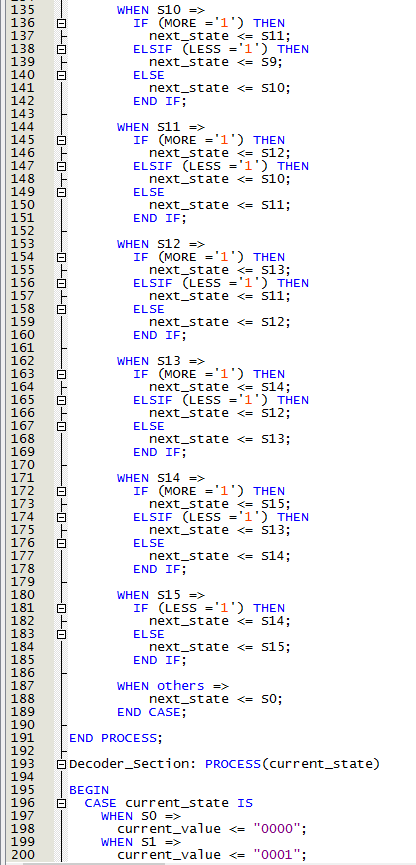 135 WHEN S10 =>
136 IF (MORE ='1') THEN
137 next_state <= S11;
138 ELSIF (LESS ='1') THEN
139 next_state <= S9;
140 ELSE
141 next_state <= S10;
142 END IF;
143
144 WHEN S11 =>
145 IF (MORE ='1') THEN
146 next_state <= S12;
147 ELSIF (LESS ='1') THEN
148 next_state <= S10;
149 ELSE
150 next_state <= S11;
151 END IF;
152
153 WHEN S12 =>
154 IF (MORE ='1') THEN
155 next_state <= S13;
156 ELSIF (LESS ='1') THEN
157 next_state <= S11;
158 ELSE
159 next_state <= S12;
160 END IF;
161
162 WHEN S13 =>
163 IF (MORE ='1') THEN
164 next_state <= S14;
165 ELSIF (LESS ='1') THEN
166 next_state <= S12;
167 ELSE
168 next_state <= S13;
169 END IF;
170
171 WHEN S14 =>
172 IF (MORE ='1') THEN
173 next_state <= S15;
174 ELSIF (LESS ='1') THEN
175 next_state <= S13;
176 ELSE
177 next_state <= S14;
178 END IF;
179
180 WHEN S15 =>
181 IF (LESS ='1') THEN
182 next_state <= S14;
183 ELSE
184 next_state <= S15;
185 END IF;
186
187 WHEN others =>
188 next_state <= S0;
189 END CASE;
190
191 END PROCESS;
192
193 Decoder_Section: PROCESS(current_state)
194
195 BEGIN
196 CASE current_state IS
197 WHEN S0 =>
198 current_value <= "0000";
199 WHEN S1 =>
200 current_value <= "0001";